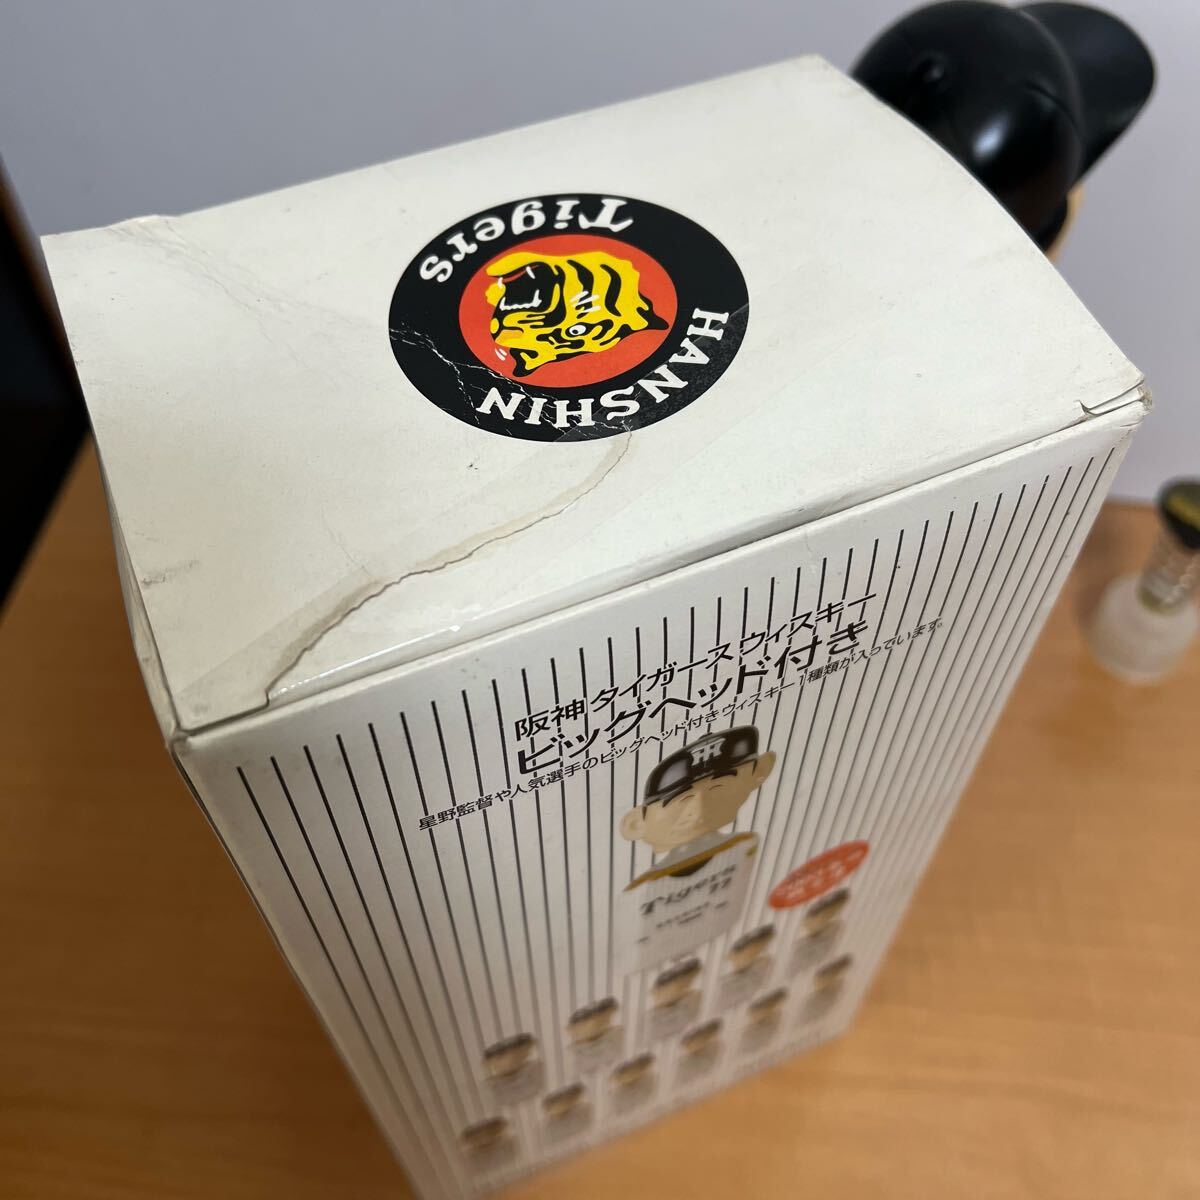 HANSHIN
Tigers
阪神タイガース ウィスキー
ビッグヘッド付き
星野監督や人気選手のビッグヘッド付きウィスキー1種類が入っています。
Tigers
77